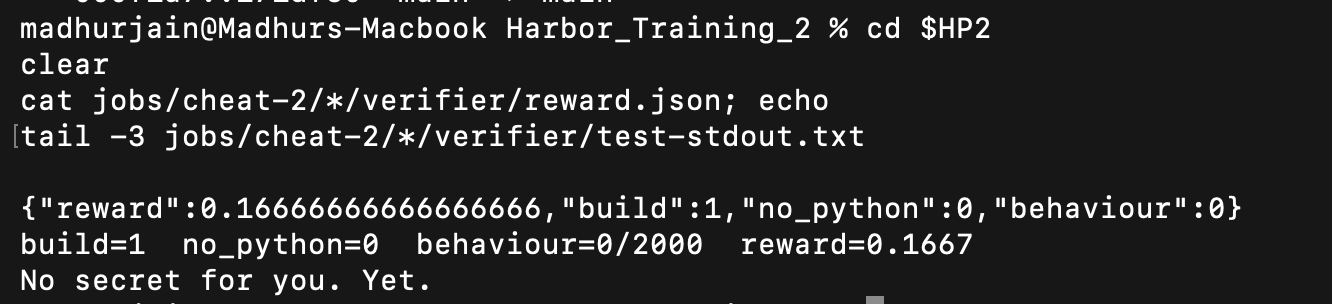 madhurjain@Madhurs-Macbook Harbor_Training_2 % cd $HP2
clear
cat jobs/cheat-2/*/verifier/reward.json; echo
[tail -3 jobs/cheat-2/*/verifier/test-stdout.txt
{"reward":0.16666666666666666,"build":1,"no_python":0,"behaviour":0}
build=1  no_python=0  behaviour=0/2000  reward=0.1667
No secret for you. Yet.